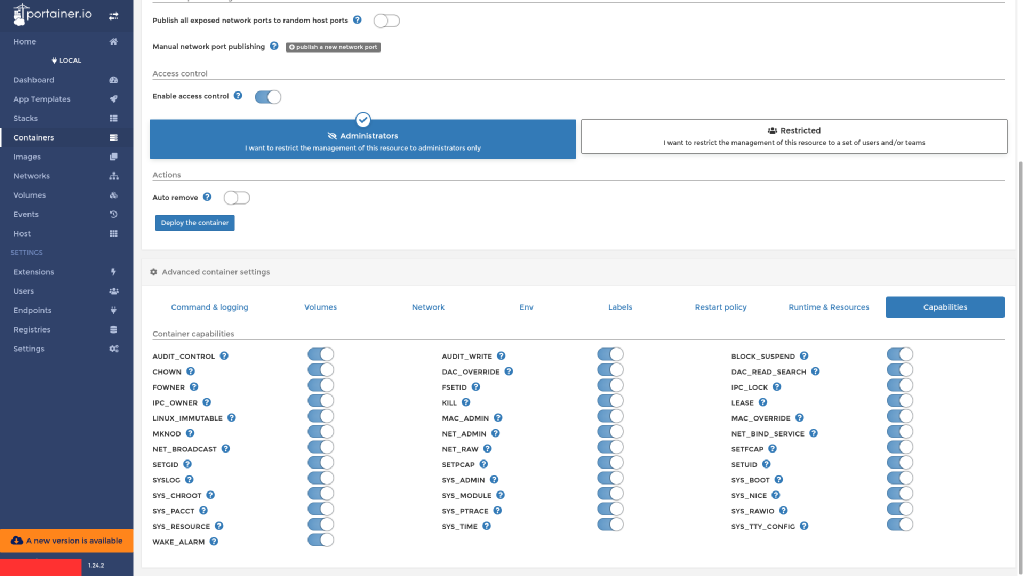 portainer.io
Home
LOCAL
Dashboard
App Templates
Stacks
Containers
Images
Networks
Volumes
Events
Host
SETTINGS
Extensions
Users
Endpoints
Registries
Settings
A new version is available
1.24.2
Publish all exposed network ports to random host ports
Manual network port publishing publish a new network port
Access control
Enable access control
Administrators
I want to restrict the management of this resource to administrators only
Restricted
I want to restrict the management of this resource to a set of users and/or teams
Actions
Auto remove
Deploy the container
Advanced container settings
Command & logging Volumes Network Env Labels Restart policy Runtime & Resources Capabilities
Container capabilities
AUDIT_CONTROL AUDIT_WRITE BLOCK_SUSPEND
CHOWN DAC_OVERRIDE DAC_READ_SEARCH
FOWNER FSETID IPC_LOCK
IPC_OWNER KILL LEASE
LINUX_IMMUTABLE MAC_ADMIN MAC_OVERRIDE
MKNOD NET_ADMIN NET_BIND_SERVICE
NET_BROADCAST NET_RAW SETFCAP
SETGID SETPCAP SETUID
SYSLOG SYS_ADMIN SYS_BOOT
SYS_CHROOT SYS_MODULE SYS_NICE
SYS_PACCT SYS_PTRACE SYS_RAWIO
SYS_RESOURCE SYS_TIME SYS_TTY_CONFIG
WAKE_ALARM